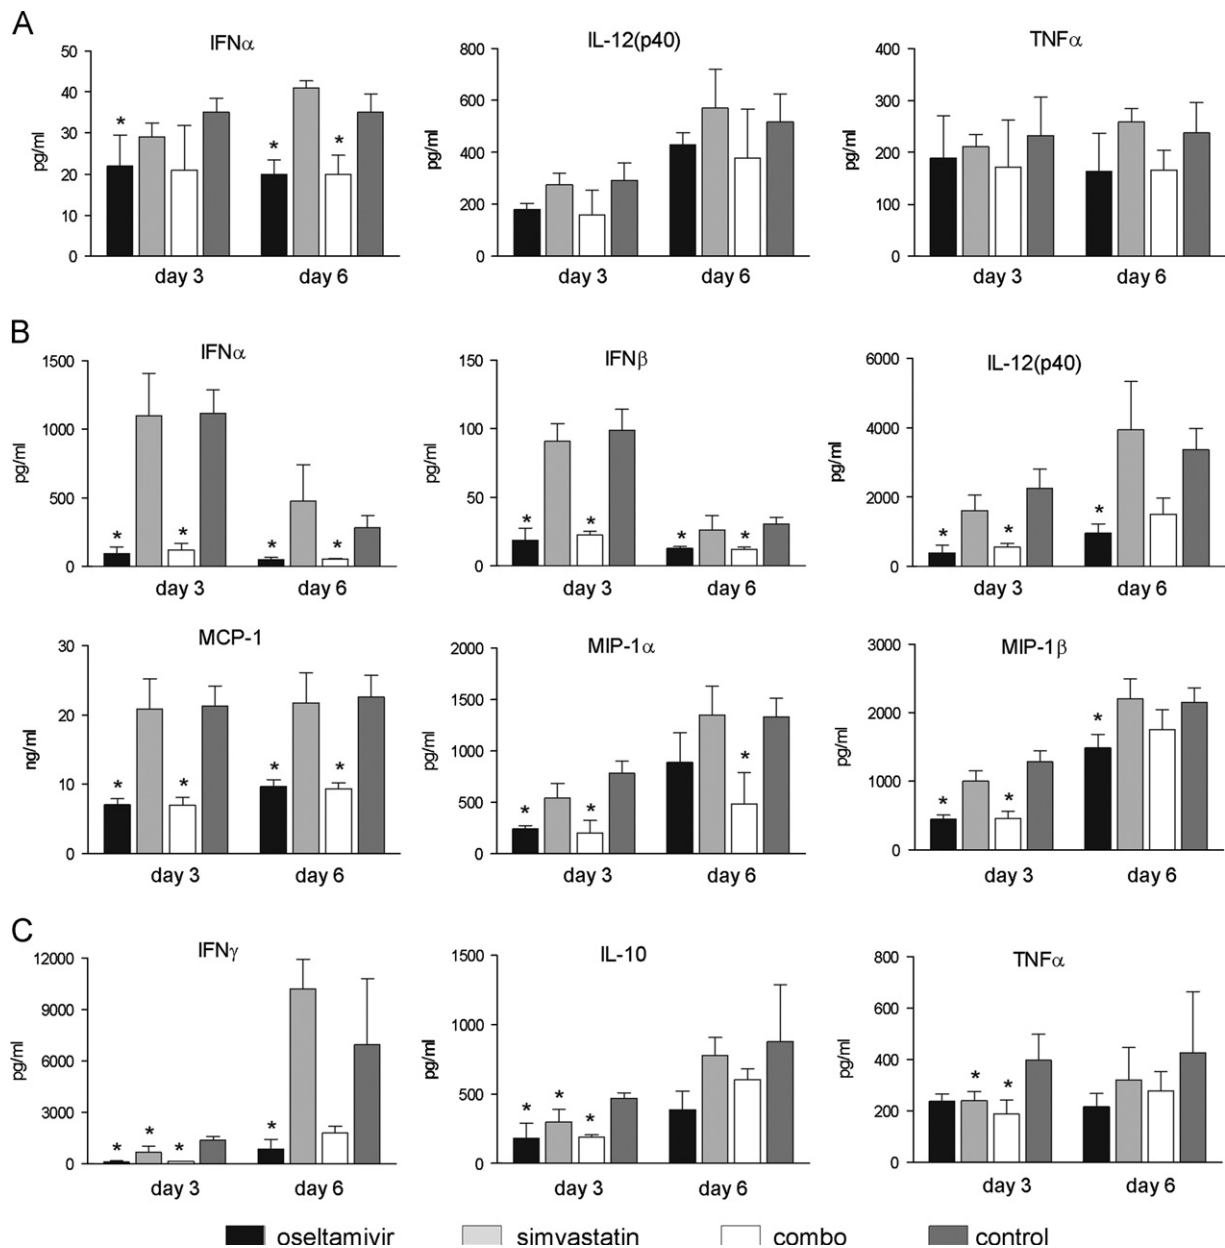 A
IFNα IL-12(p40) TNFα
50 800 400
40 600 300
30 400 200
20 200 100
10 0 0
0
pg/ml pg/ml pg/ml
* * *
day 3 day 6 day 3 day 6 day 3 day 6
B
IFNα IFNβ IL-12(p40)
1500 150 6000
1000 100 4000
500 50 2000
0 0 0
pg/ml pg/ml pg/ml
* * * * * * * * * * *
day 3 day 6 day 3 day 6 day 3 day 6
MCP-1 MIP-1α MIP-1β
30 2000 3000
20 1500 2000
10 1000 1000
0 500 0
0
ng/ml pg/ml pg/ml
* * * * * * * * * *
day 3 day 6 day 3 day 6 day 3 day 6
C
IFNγ IL-10 TNFα
12000 1500 800
9000 1000 600
6000 500 400
3000 0 200
0 0
pg/ml pg/ml pg/ml
* * * * * * * * *
day 3 day 6 day 3 day 6 day 3 day 6
oseltamivir simvastatin combo control